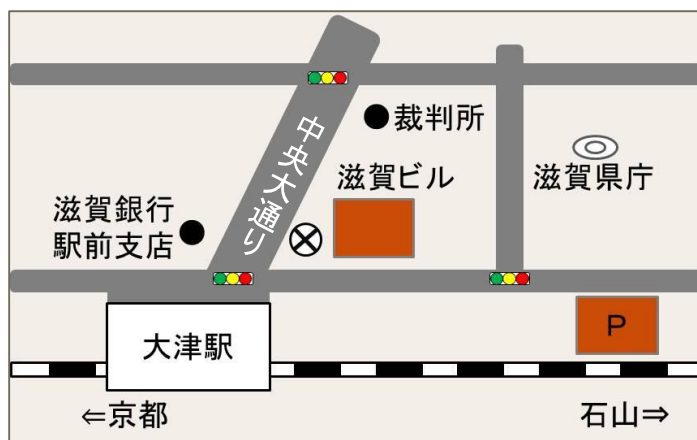 中央大通り
裁判所
滋賀ビル
滋賀県庁
滋賀銀行
駅前支店
大津駅
P
⇐京都
石山⇒